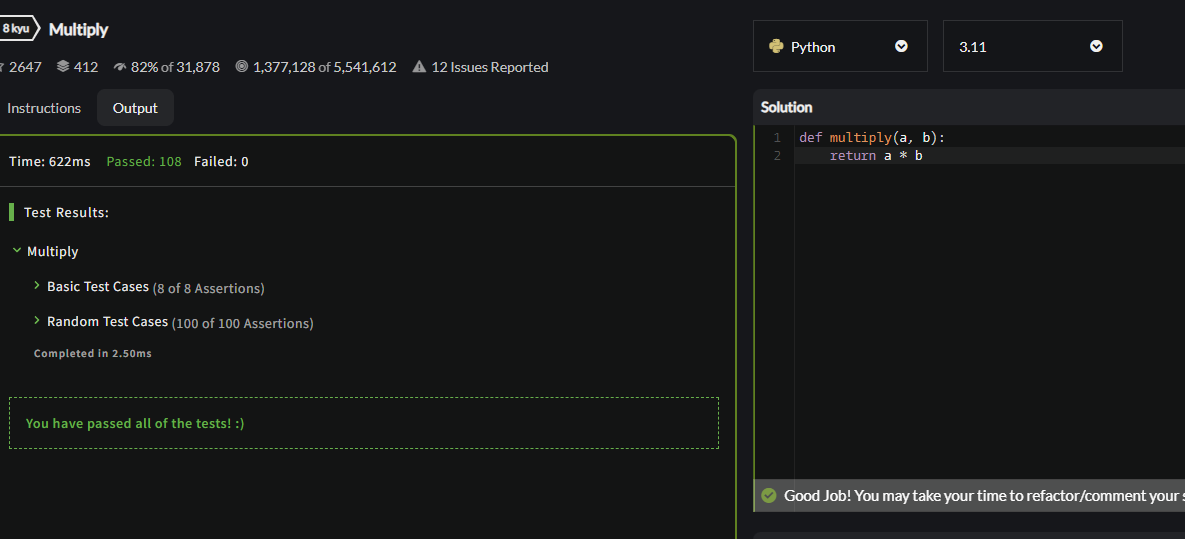 8 kyu Multiply
2647 412 82% of 31,878 1,377,128 of 5,541,612 12 Issues Reported
Instructions Output
Time: 622ms Passed: 108 Failed: 0
Test Results:
Multiply
Basic Test Cases (8 of 8 Assertions)
Random Test Cases (100 of 100 Assertions)
Completed in 2.50ms
You have passed all of the tests! :)
Python 3.11
Solution
1 def multiply(a, b):
2 return a * b
Good Job! You may take your time to refactor/comment your